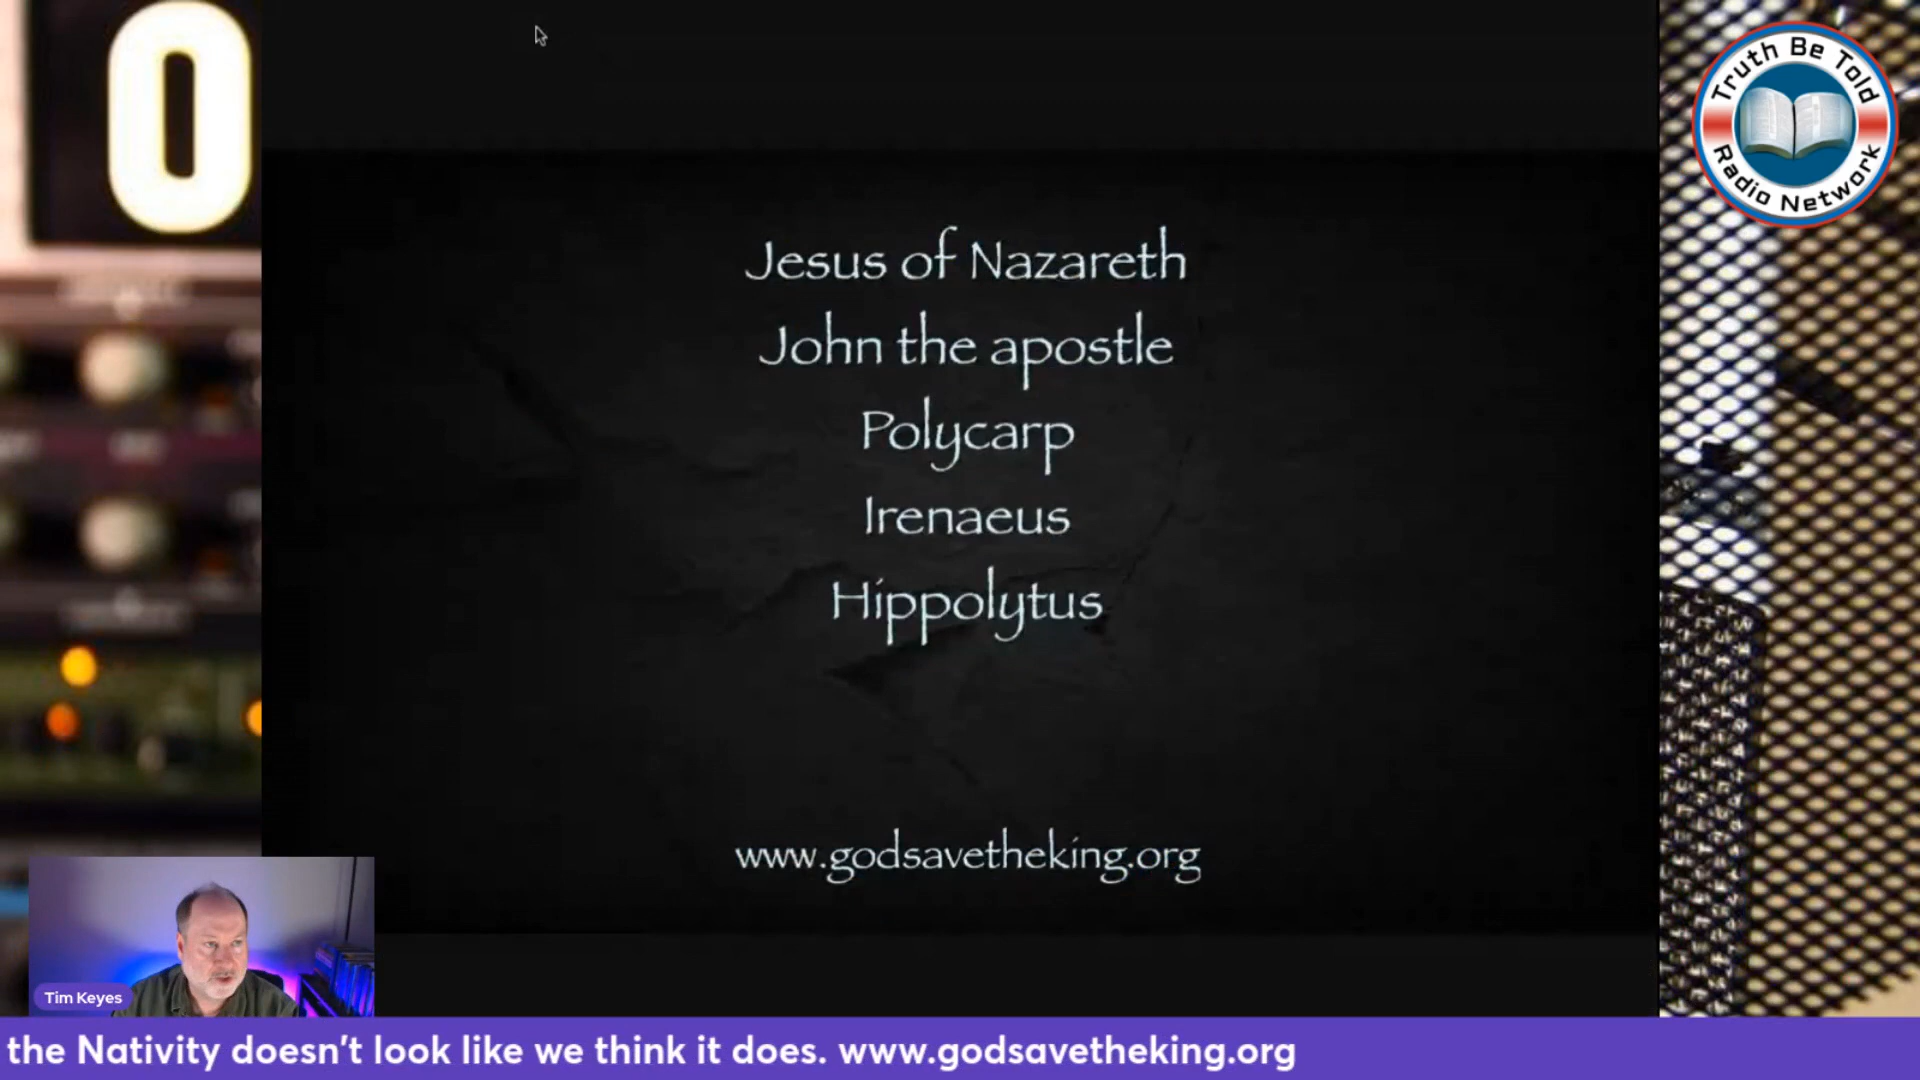 0
Truth Be Told
Radio Network
Jesus of Nazareth
John the apostle
Polycarp
Irenaeus
Hippolytus
www.godsavetheking.org
Tim Keyes
the Nativity doesn't look like we think it does. www.godsavetheking.org